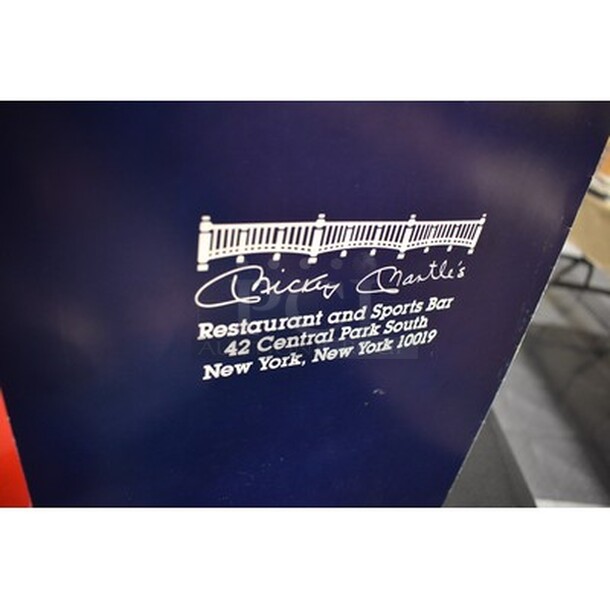 Mickey Mantle's
Restaurant and Sports Bar
42 Central Park South
New York, New York 10019